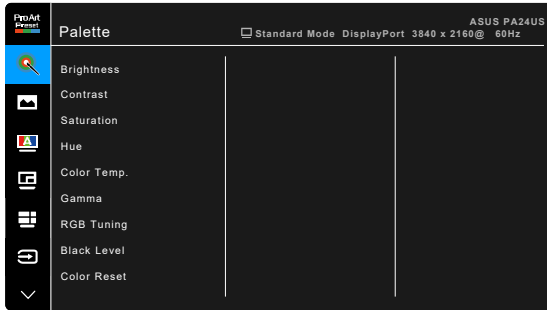 ProArt
Preset
Palette
ASUS PA24US
Standard Mode DisplayPort 3840 x 2160@ 60Hz
Brightness
Contrast
Saturation
Hue
A
Color Temp.
Gamma
RGB Tuning
Black Level
Color Reset